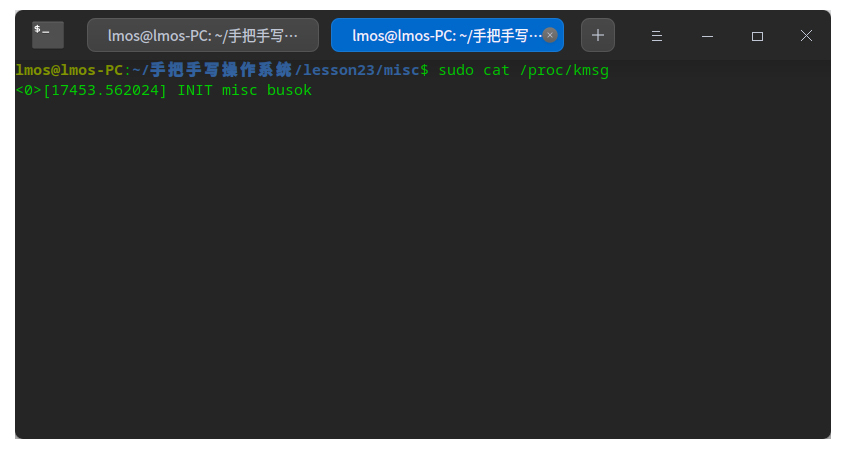 $_
lmos@lmos-PC: ~/手把手写…
lmos@lmos-PC: ~/手把手写…
lmos@lmos-PC:~/手把手写操作系统/lesson23/misc$ sudo cat /proc/kmsg
<0>[17453.562024] INIT misc busok